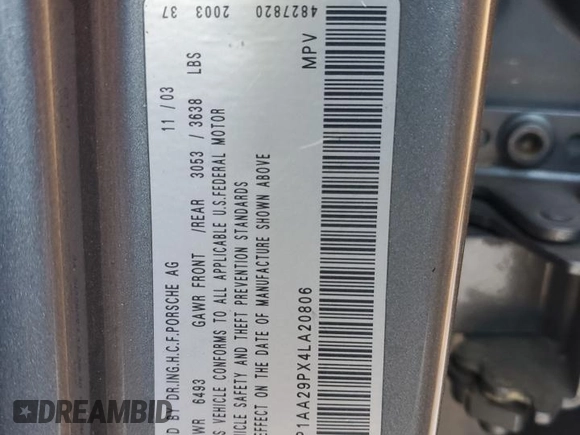 D BY DR.ING.H.C.F.PORSCHE AG 11/03 37
WR 6493 GAWR FRONT /REAR 3053 / 3638 LBS 2003
S VEHICLE CONFORMS TO ALL APPLICABLE U.S.FEDERAL MOTOR
ICLE SAFETY AND THEFT PREVENTION STANDARDS
EFFECT ON THE DATE OF MANUFACTURE SHOWN ABOVE 4827820
P1AA29PX4LA20806 MPV
DREAMBID